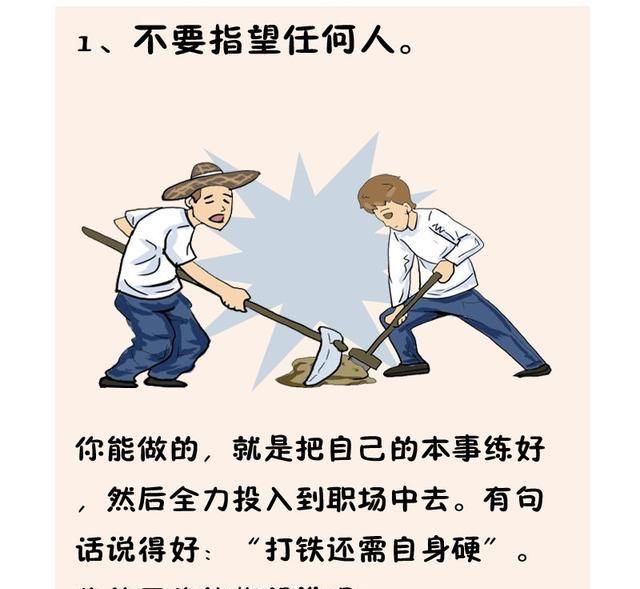 1、不要指望任何人。
你能做的，就是把自己的本事练好
，然后全力投入到职场中去。有句
话说得好：“打铁还需自身硬”。